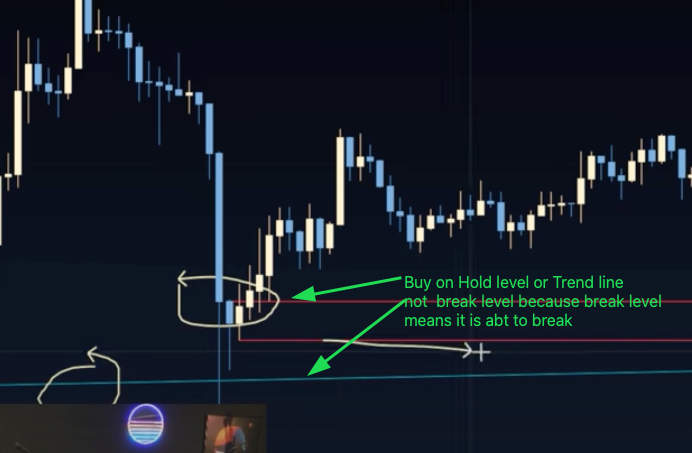 Buy on Hold level or Trend line
not break level because break level
means it is abt to break